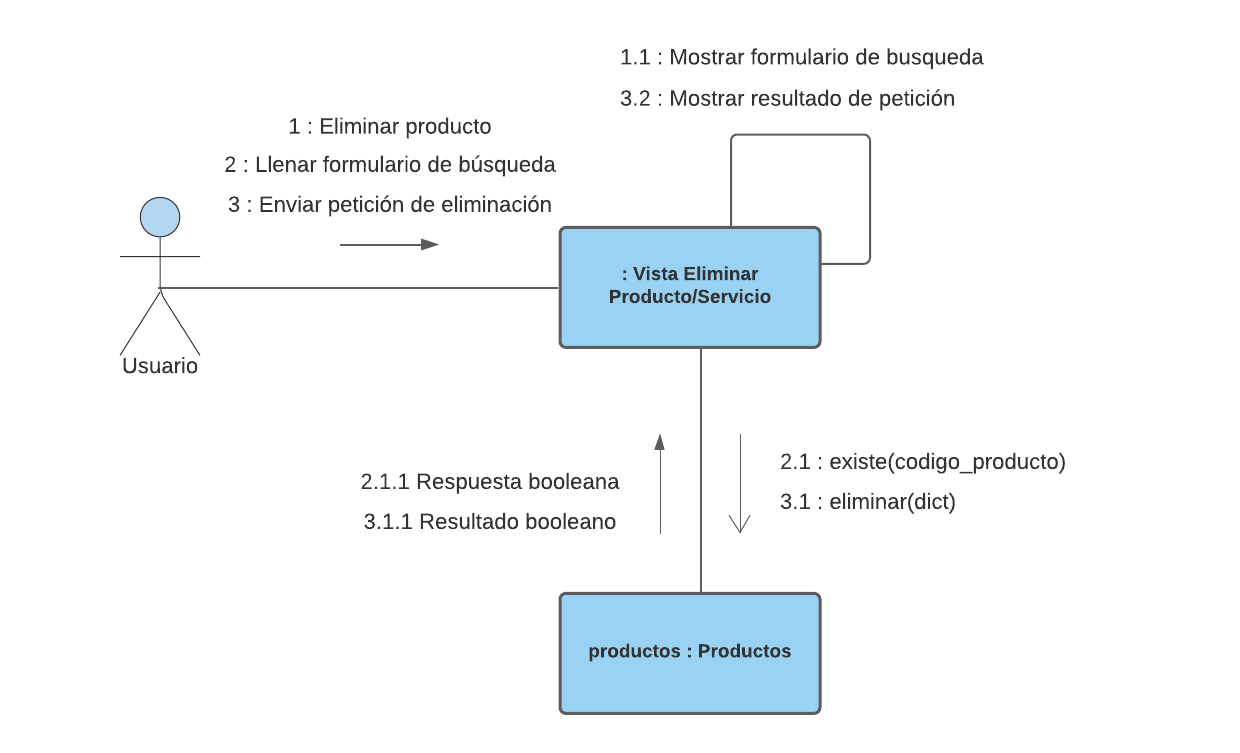 1.1 : Mostrar formulario de busqueda
3.2 : Mostrar resultado de petición
1 : Eliminar producto
2 : Llenar formulario de búsqueda
3 : Enviar petición de eliminación
: Vista Eliminar
Producto/Servicio
Usuario
2.1 : existe(codigo_producto)
3.1 : eliminar(dict)
2.1.1 Respuesta booleana
3.1.1 Resultado booleano
productos : Productos